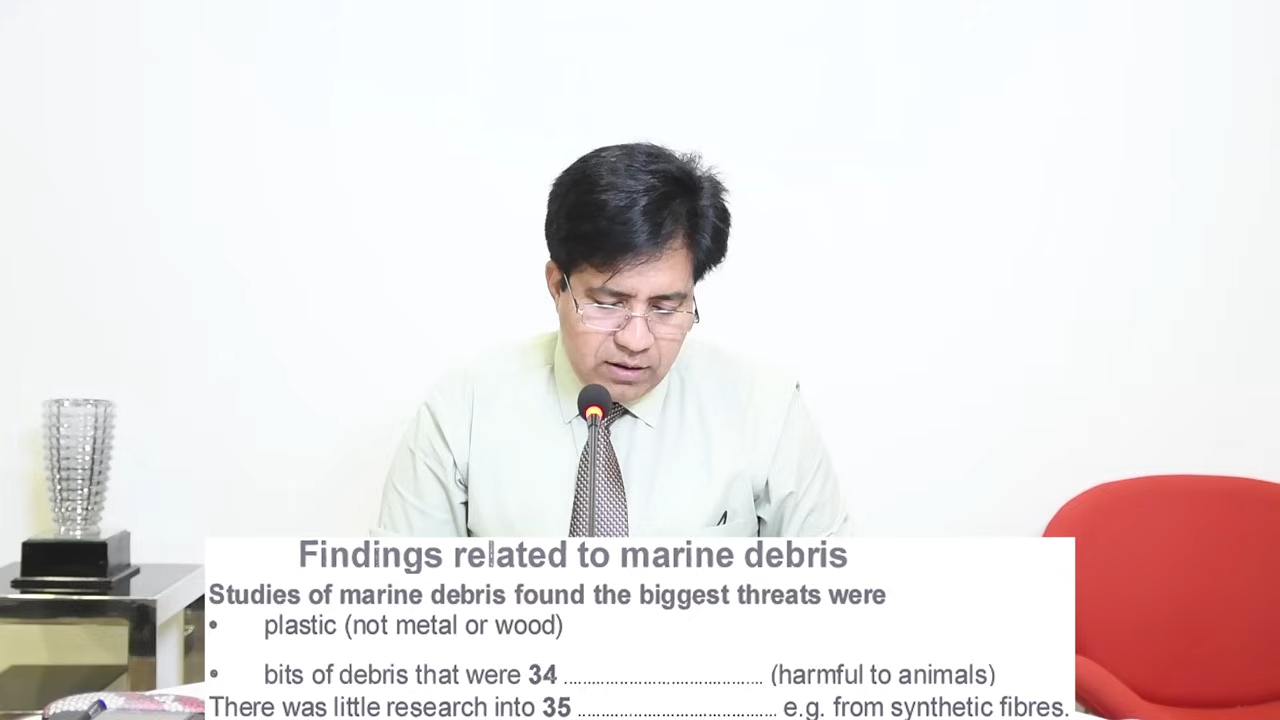 Findings related to marine debris
Studies of marine debris found the biggest threats were
• plastic (not metal or wood)
• bits of debris that were 34 ........................................ (harmful to animals)
There was little research into 35 ........................................ e.g. from synthetic fibres.